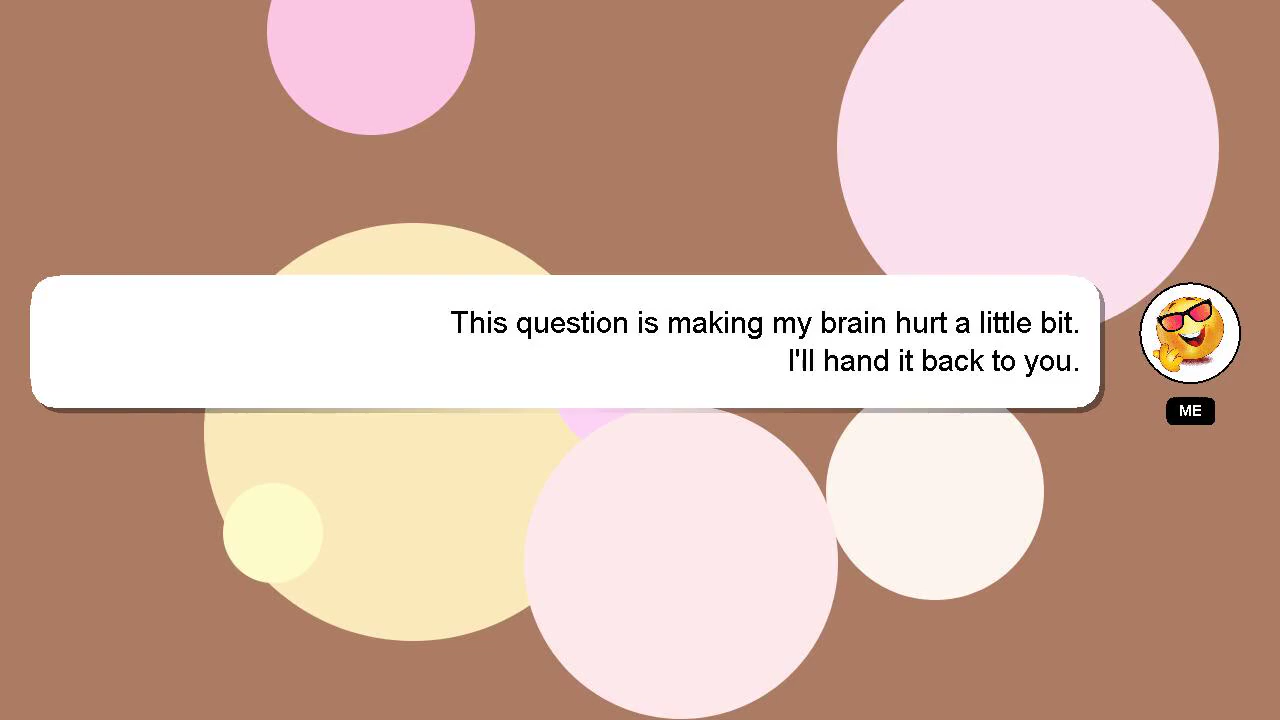 This question is making my brain hurt a little bit.
I'll hand it back to you.
ME